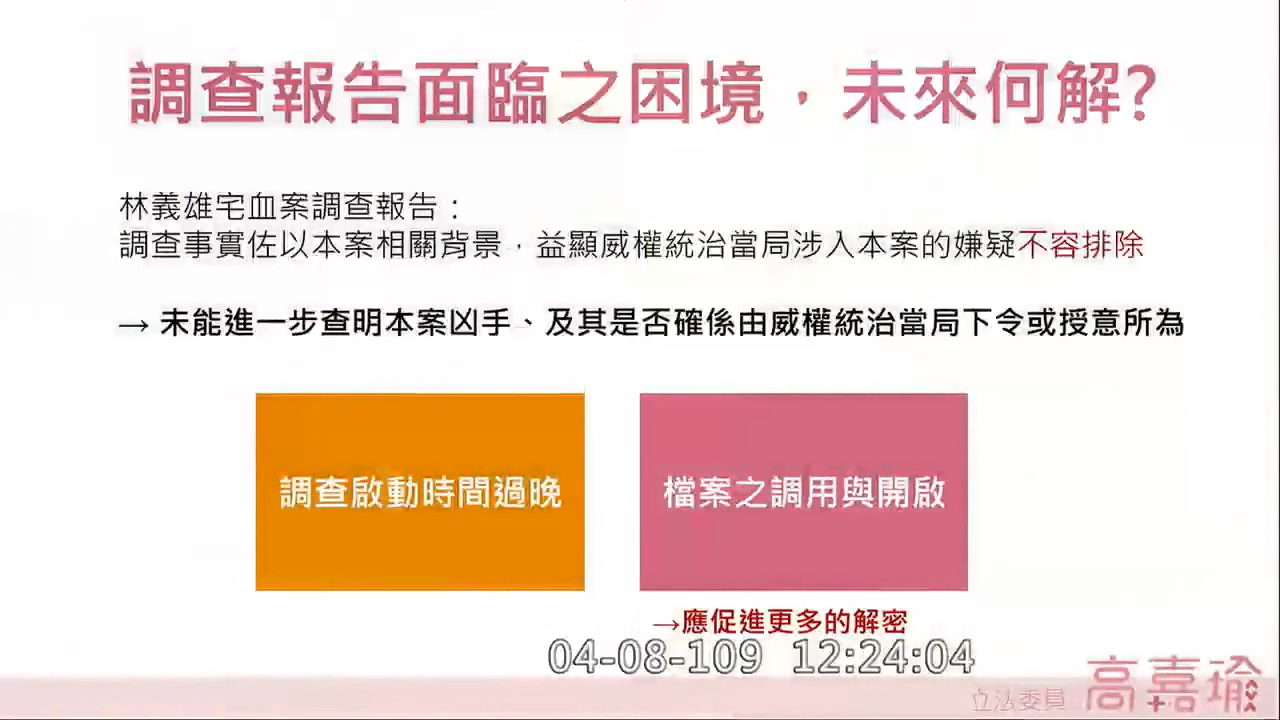 調查報告面臨之困境，未來何解?
林義雄宅血案調查報告：
調查事實佐以本案相關背景，益顯威權統治當局涉入本案的嫌疑不容排除
→ 未能進一步查明本案凶手、及其是否確係由威權統治當局下令或授意所為
調查啟動時間過晚
檔案之調用與開啟
→應促進更多的解密
04-08-109 12:24:04
立法委員 高嘉瑜